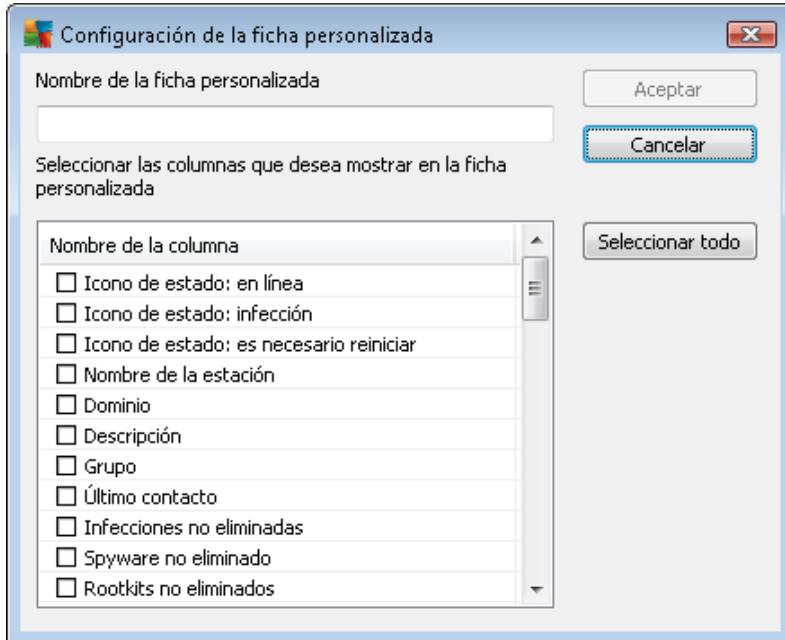 Configuración de la ficha personalizada
Nombre de la ficha personalizada
Aceptar
Cancelar
Seleccionar las columnas que desea mostrar en la ficha
personalizada
Seleccionar todo
Nombre de la columna
Icono de estado: en línea
Icono de estado: infección
Icono de estado: es necesario reiniciar
Nombre de la estación
Dominio
Descripción
Grupo
Último contacto
Infecciones no eliminadas
Spyware no eliminado
Rootkits no eliminados